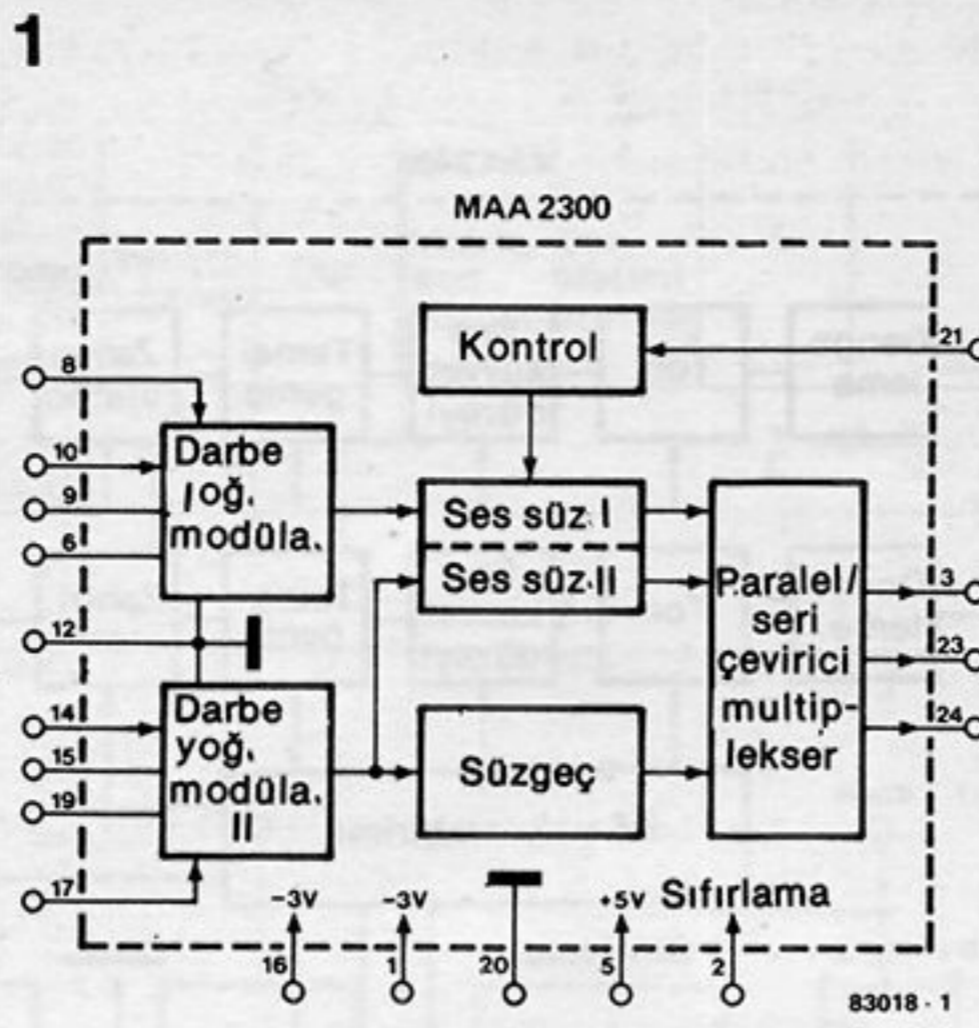 1
MAA 2300
Kontrol
21
8
10
9
6
Darbe
yoğ.
modüla.
Ses süz. I
Ses süz. II
Paralel/
seri
çevirici
multip-
lekser
3
23
24
12
14
15
19
17
Darbe
yoğ.
modüla.
II
Süzgeç
-3V
-3V
+5V
Sıfırlama
16
1
20
5
2
83018 - 1